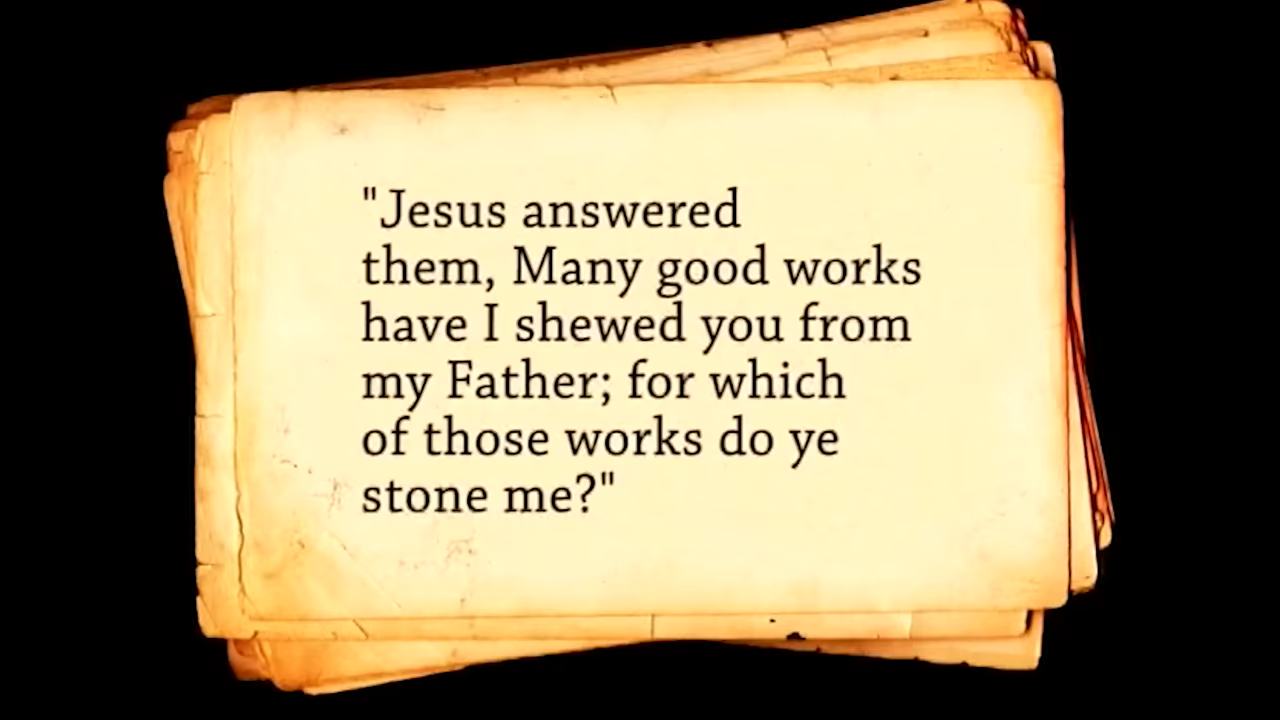 "Jesus answered
them, Many good works
have I shewed you from
my Father; for which
of those works do ye
stone me?"